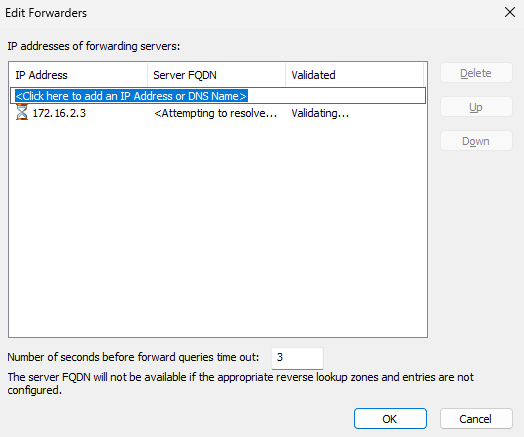 Edit Forwarders
IP addresses of forwarding servers:
IP Address Server FQDN Validated
<Click here to add an IP Address or DNS Name>
172.16.2.3 <Attempting to resolve... Validating...
Delete
Up
Down
Number of seconds before forward queries time out: 3
The server FQDN will not be available if the appropriate reverse lookup zones and entries are not
configured.
OK Cancel